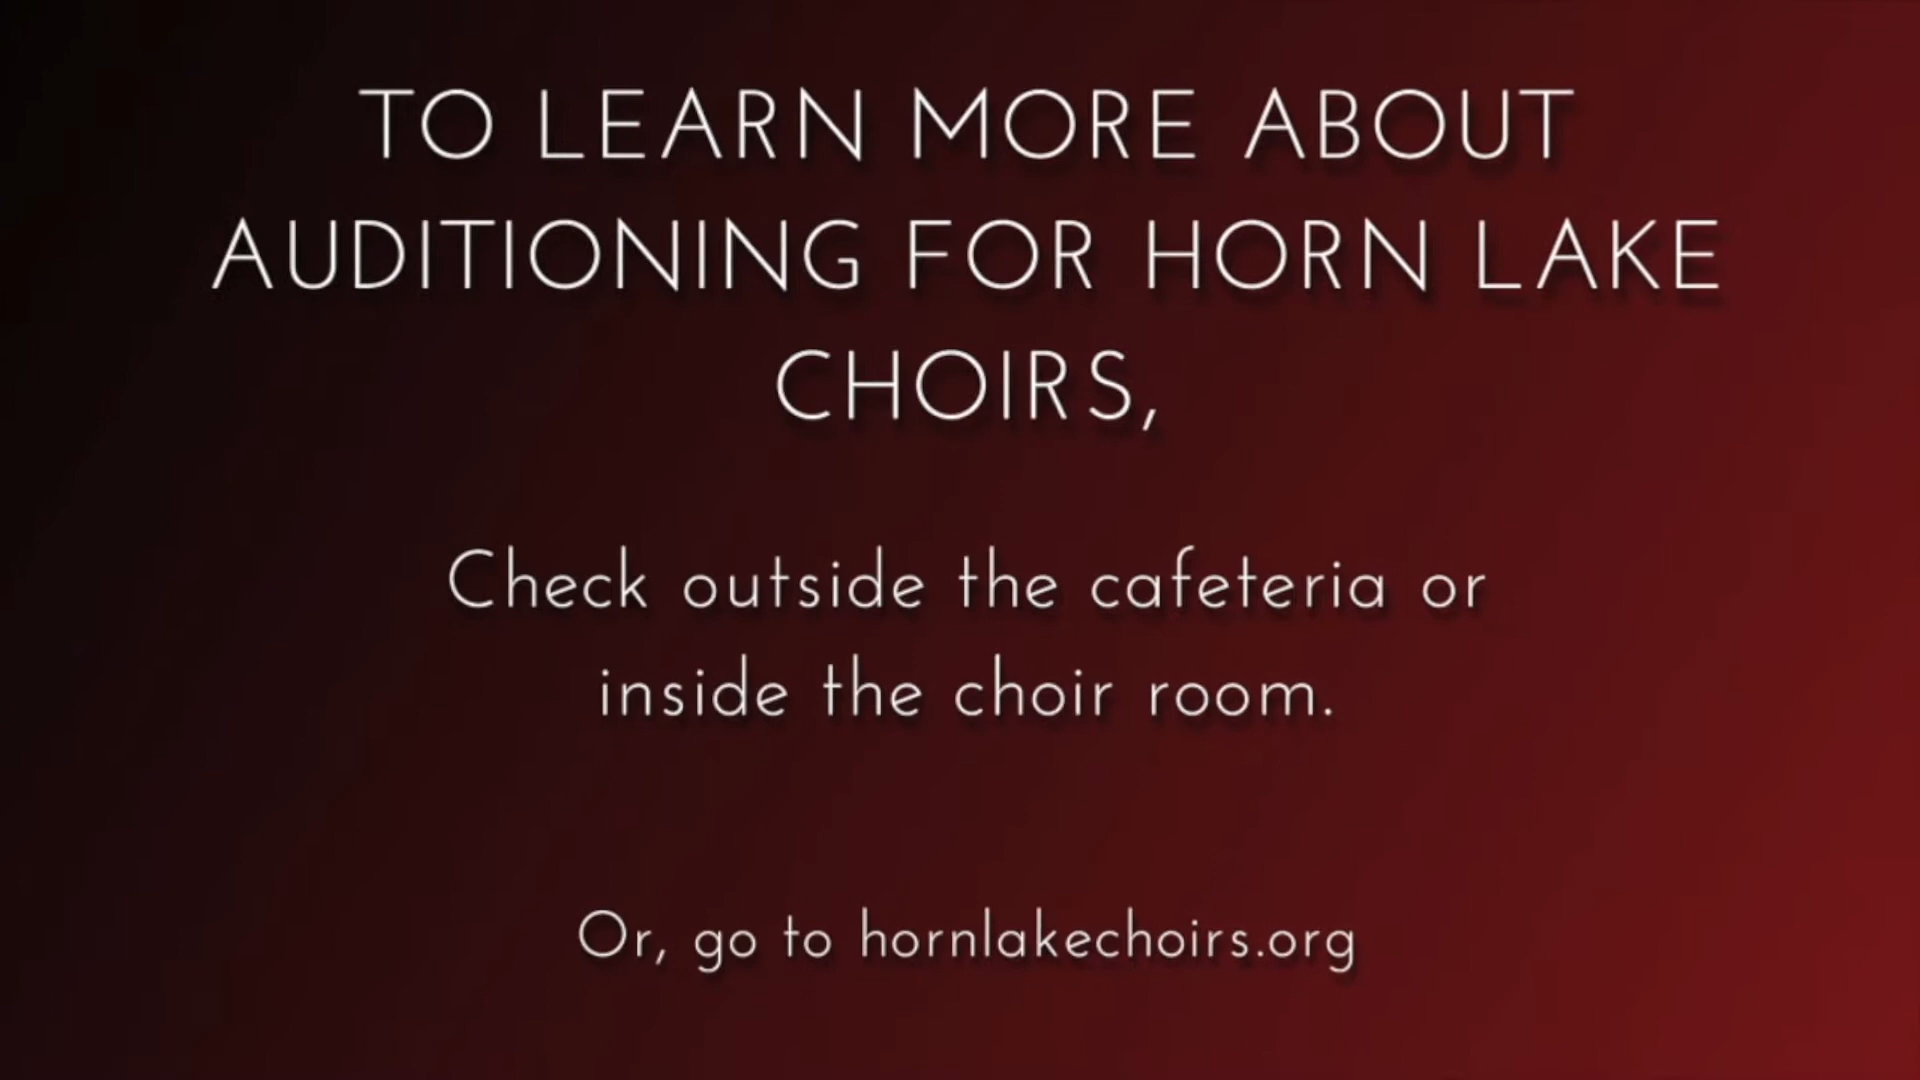 TO LEARN MORE ABOUT
AUDITIONING FOR HORN LAKE
CHOIRS,
Check outside the cafeteria or
inside the choir room.
Or, go to hornlakechoirs.org